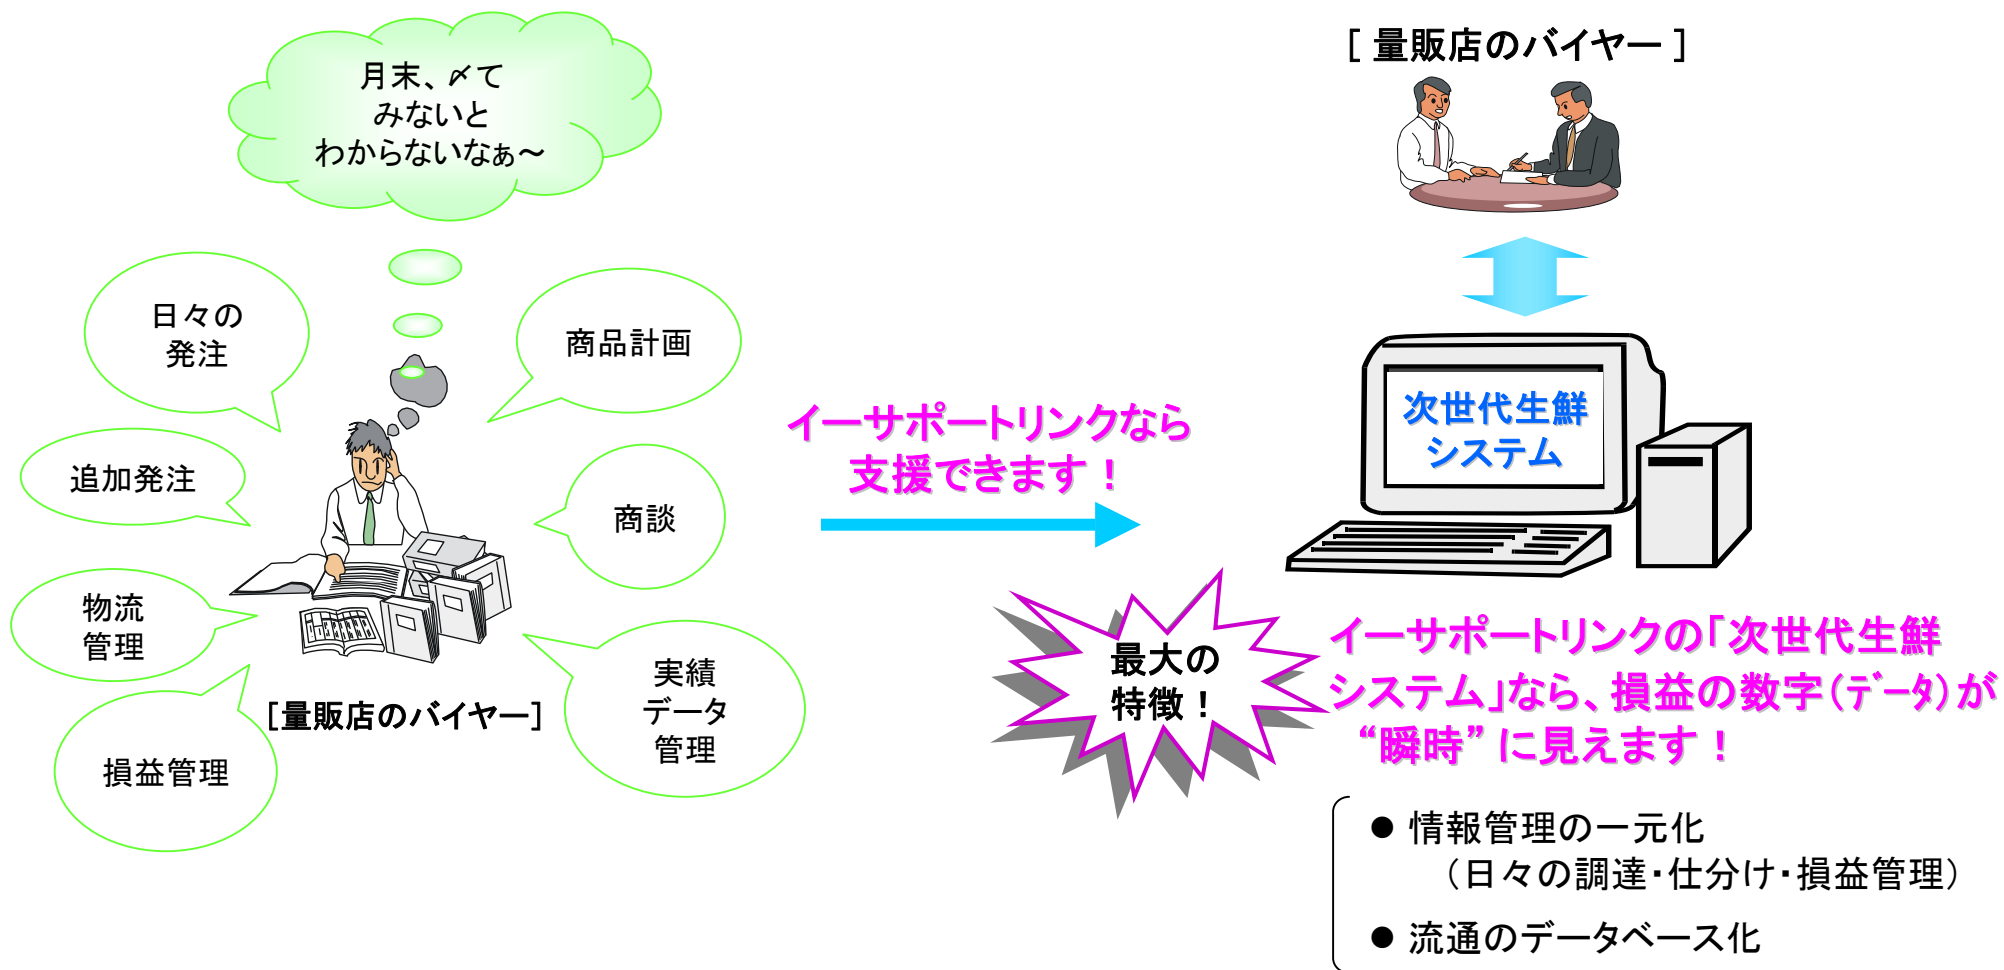 月末、〆て
みないと
わからないなぁ～
日々の
発注
商品計画
追加発注
商談
物流
管理
実績
データ
管理
損益管理
［量販店のバイヤー］
イーサポートリンクなら
支援できます！
［ 量販店のバイヤー ］
次世代生鮮
システム
最大の
特徴！
イーサポートリンクの「次世代生鮮
システム」なら、損益の数字（ﾃﾞｰﾀ）が
“瞬時” に見えます！
● 情報管理の一元化
（日々の調達・仕分け・損益管理）
● 流通のデータベース化